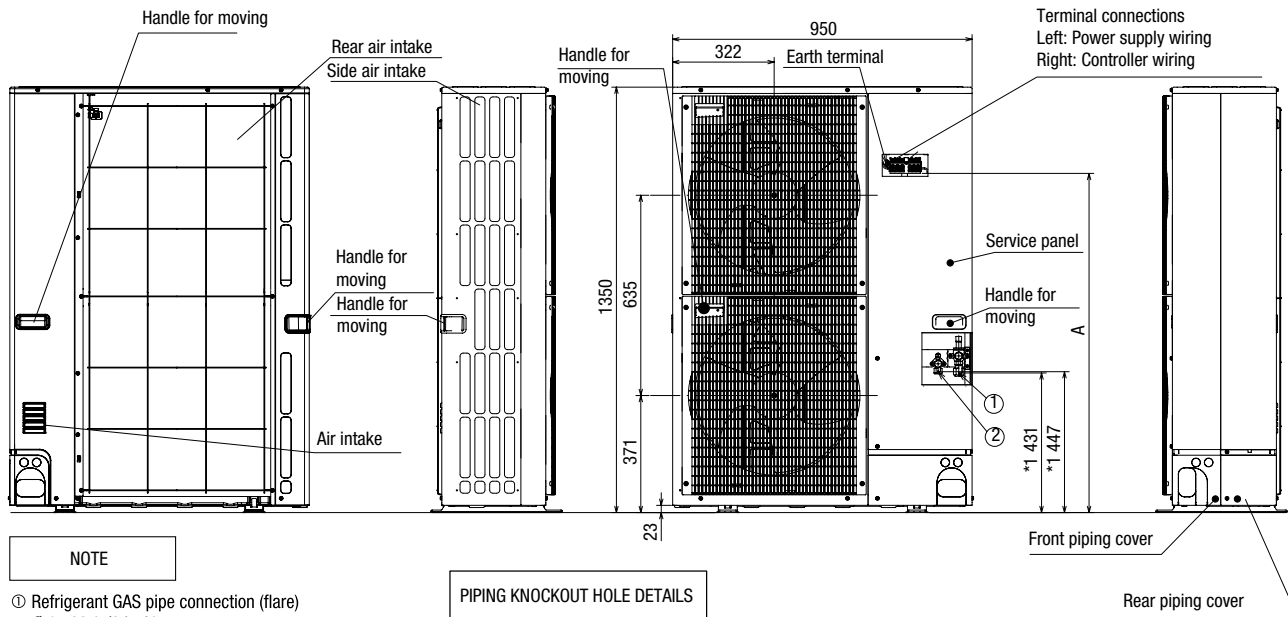 Handle for moving
Rear air intake
Side air intake
Handle for
moving
950
322
Earth terminal
Terminal connections
Left: Power supply wiring
Right: Controller wiring
Handle for
moving
Handle for
moving
1350
635
371
23
Service panel
Handle for
moving
A
①
②
*1 431
*1 447
Air intake
Front piping cover
Rear piping cover
NOTE
PIPING KNOCKOUT HOLE DETAILS
① Refrigerant GAS pipe connection (flare)